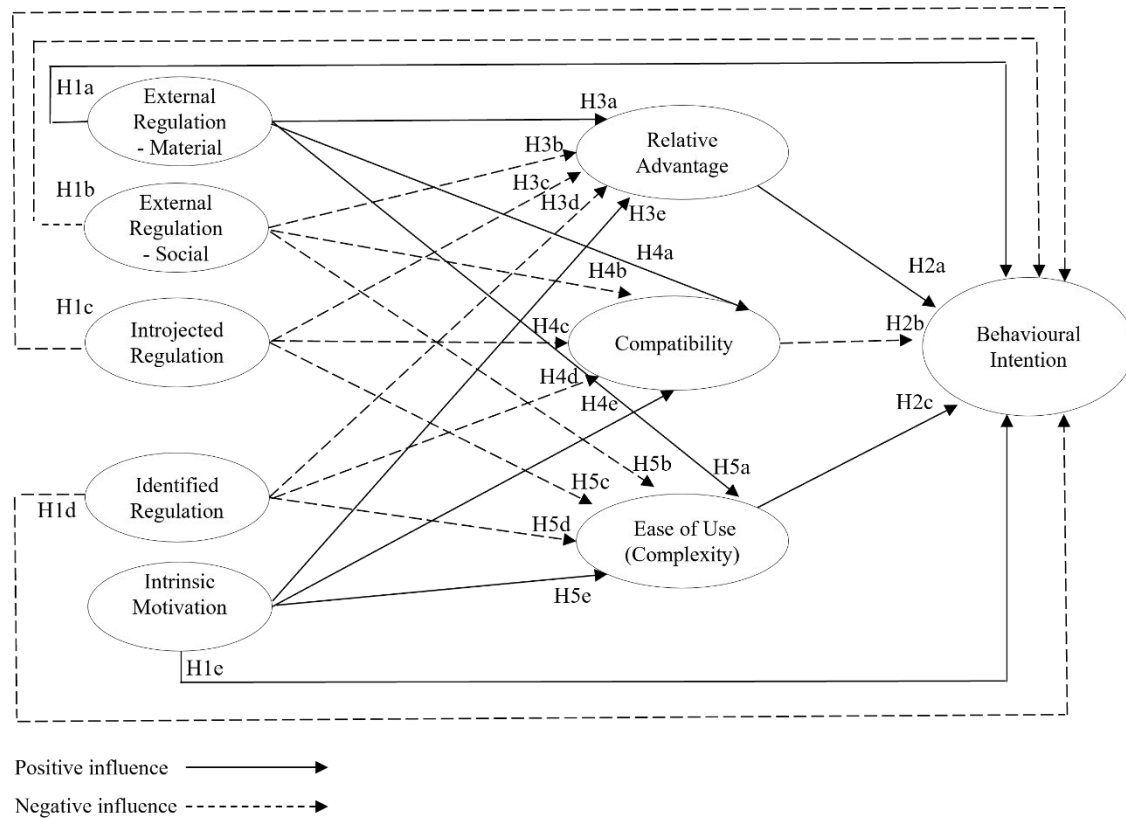 H1a
External
Regulation
- Material
H3a
Relative
Advantage
H3b
H3c
H3d
H3e
H1b
External
Regulation
- Social
H4a
H2a
H4b
H1c
Introjected
Regulation
H4c
Compatibility
H2b
Behavioural
Intention
H4d
H4e
H2c
H1d
Identified
Regulation
H5a
H5b
H5c
H5d
Ease of Use
(Complexity)
Intrinsic
Motivation
H5e
H1e
Positive influence
Negative influence